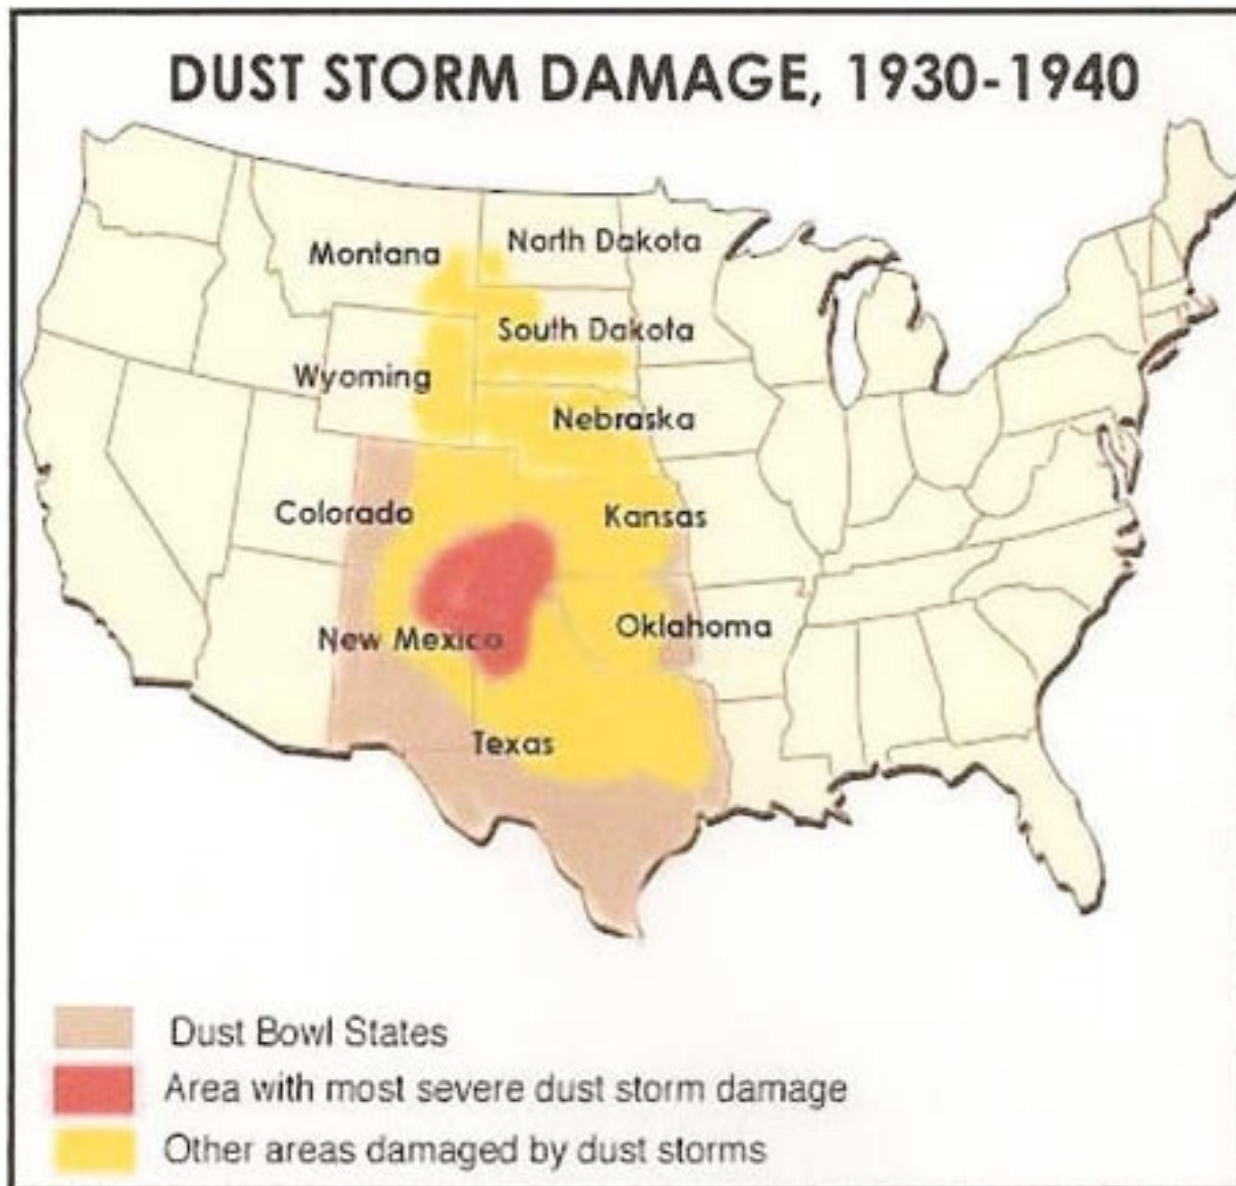 DUST STORM DAMAGE, 1930-1940
Montana
North Dakota
South Dakota
Wyoming
Nebraska
Colorado
Kansas
New Mexico
Oklahoma
Texas
Dust Bowl States
Area with most severe dust storm damage
Other areas damaged by dust storms